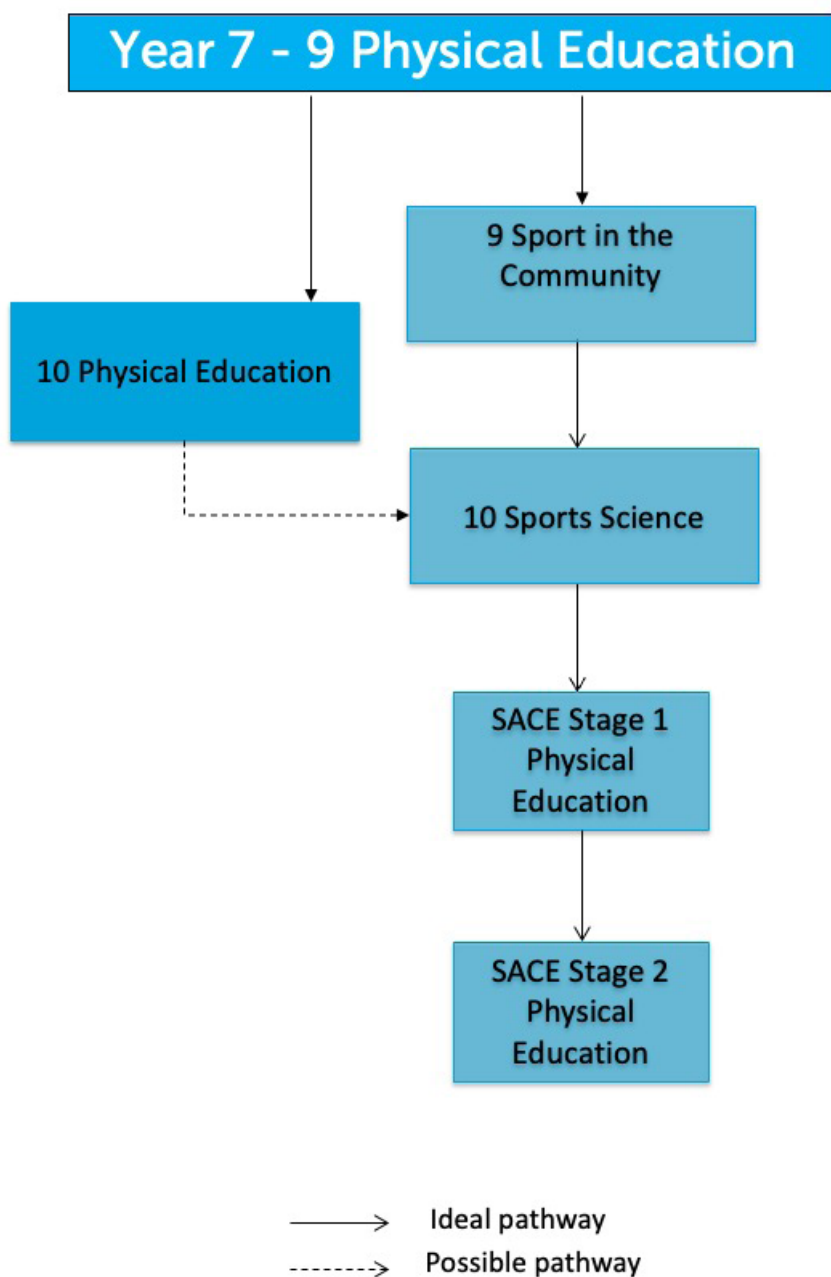 Year 7 - 9 Physical Education
9 Sport in the
Community
10 Physical Education
10 Sports Science
SACE Stage 1
Physical
Education
SACE Stage 2
Physical
Education
Ideal pathway
Possible pathway